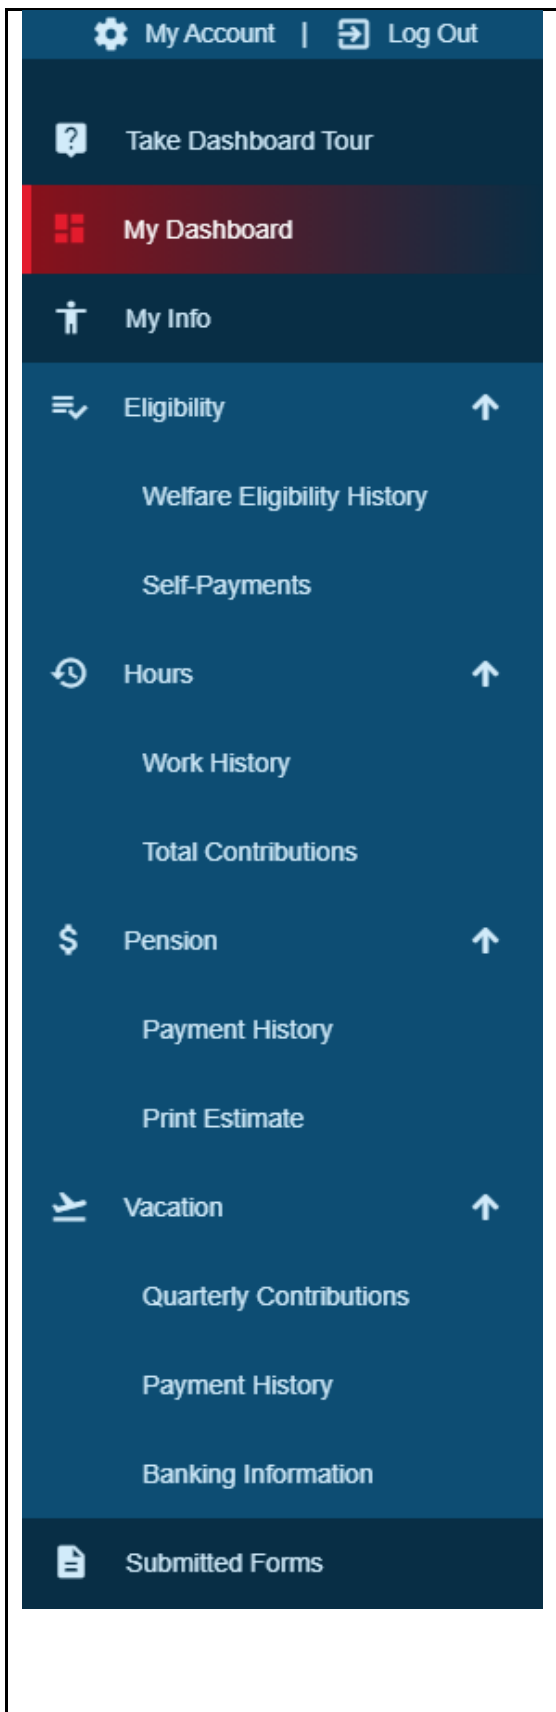 My Account | Log Out
Take Dashboard Tour
My Dashboard
My Info
Eligibility
Welfare Eligibility History
Self-Payments
Hours
Work History
Total Contributions
Pension
Payment History
Print Estimate
Vacation
Quarterly Contributions
Payment History
Banking Information
Submitted Forms